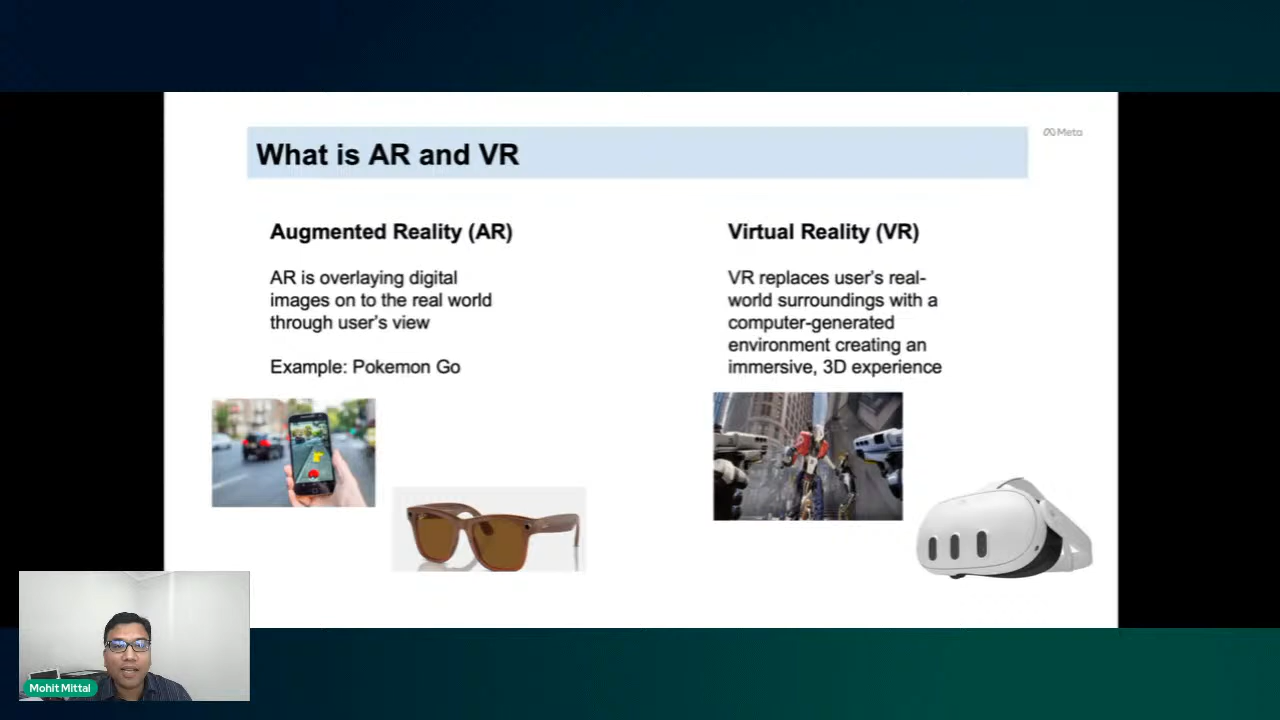 What is AR and VR
Meta
Augmented Reality (AR)
AR is overlaying digital
images on to the real world
through user's view
Example: Pokemon Go
Virtual Reality (VR)
VR replaces user's real-
world surroundings with a
computer-generated
environment creating an
immersive, 3D experience
Mohit Mittal